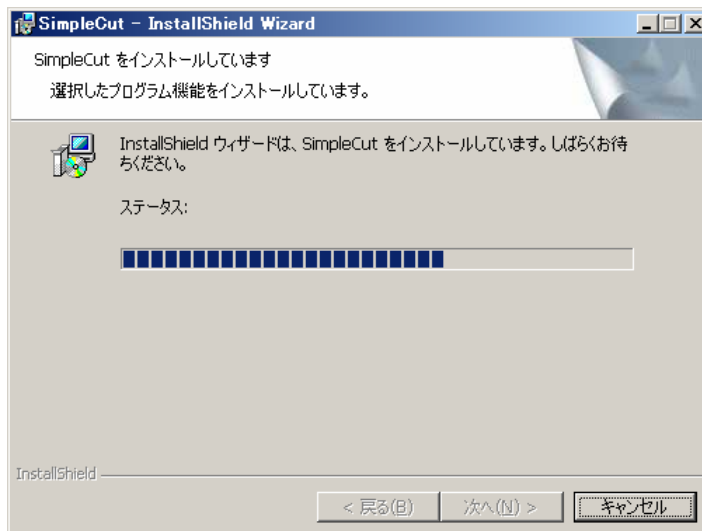 SimpleCut - InstallShield Wizard
SimpleCut をインストールしています
選択したプログラム機能をインストールしています。
InstallShield ウィザードは、SimpleCut をインストールしています。しばらくお待
ちください。
ステータス:
InstallShield
< 戻る(B)
次へ(N) >
キャンセル